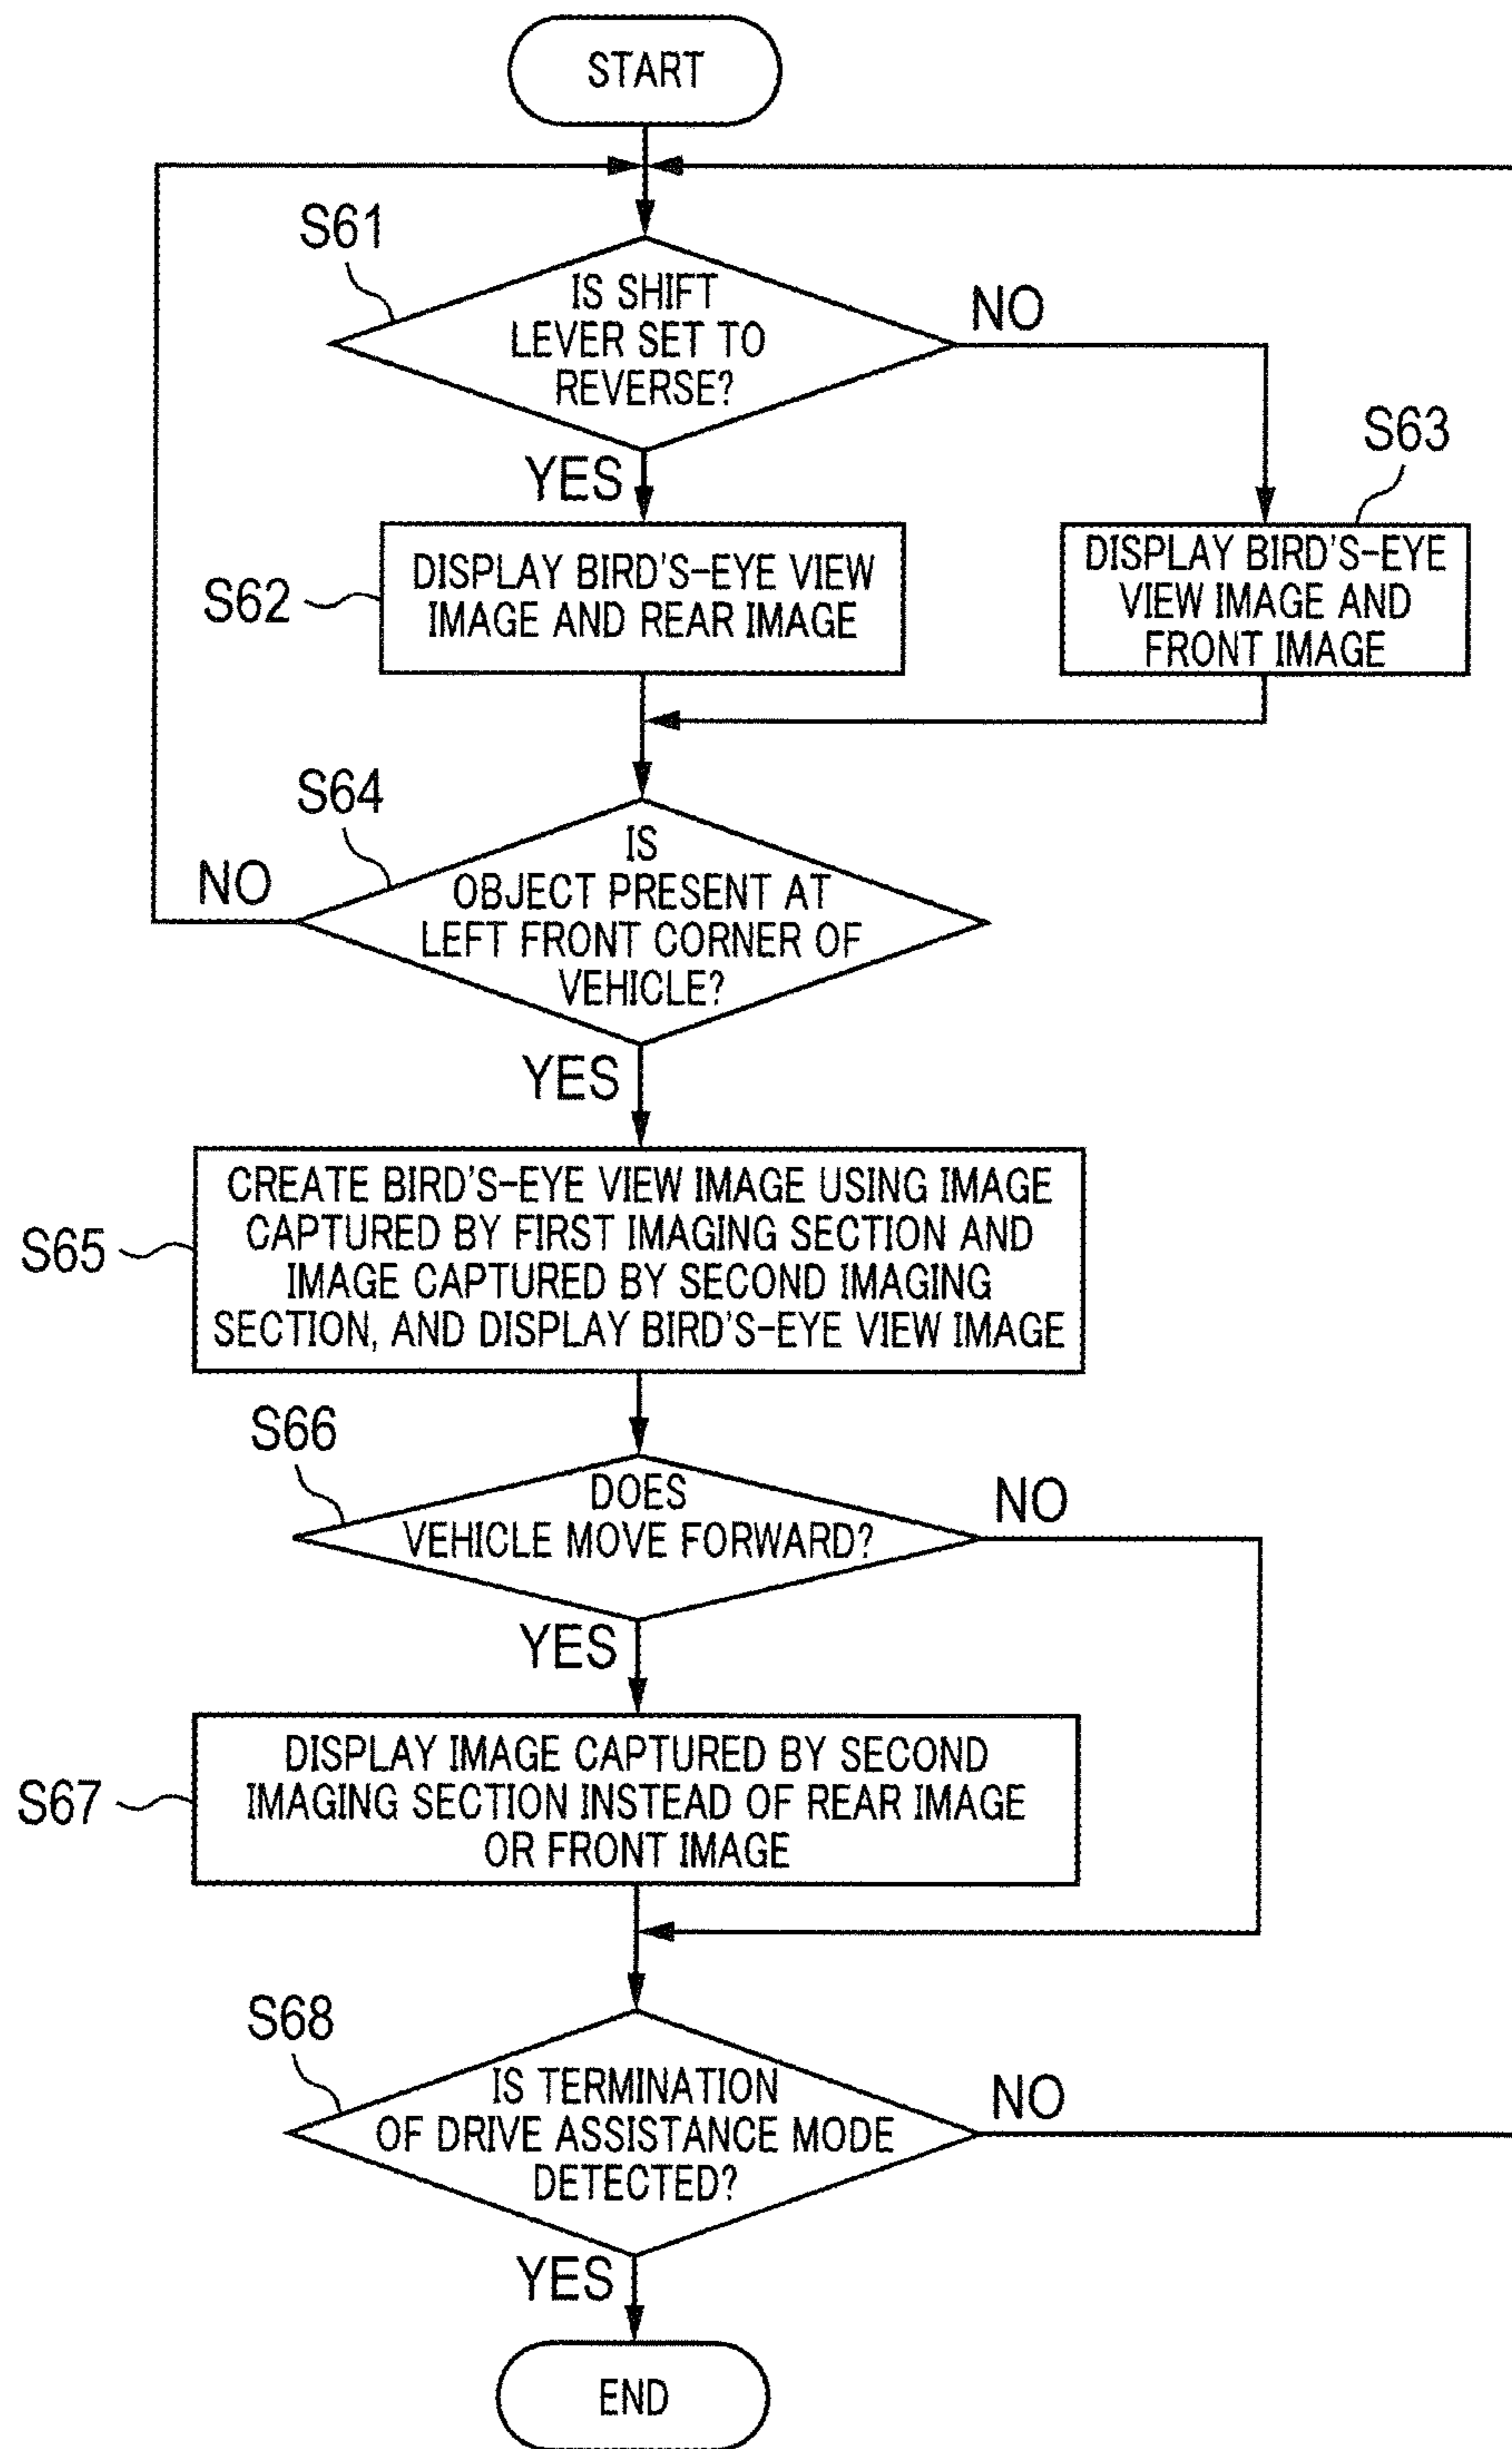 START
S61
IS SHIFT
LEVER SET TO
REVERSE?
NO
YES
S63
S62
DISPLAY BIRD'S-EYE VIEW
IMAGE AND REAR IMAGE
DISPLAY BIRD'S-EYE
VIEW IMAGE AND
FRONT IMAGE
S64
IS
OBJECT PRESENT AT
LEFT FRONT CORNER OF
VEHICLE?
NO
YES
S65
CREATE BIRD'S-EYE VIEW IMAGE USING IMAGE
CAPTURED BY FIRST IMAGING SECTION AND
IMAGE CAPTURED BY SECOND IMAGING
SECTION, AND DISPLAY BIRD'S-EYE VIEW IMAGE
S66
DOES
VEHICLE MOVE FORWARD?
NO
YES
S67
DISPLAY IMAGE CAPTURED BY SECOND
IMAGING SECTION INSTEAD OF REAR IMAGE
OR FRONT IMAGE
S68
IS TERMINATION
OF DRIVE ASSISTANCE MODE
DETECTED?
NO
YES
END